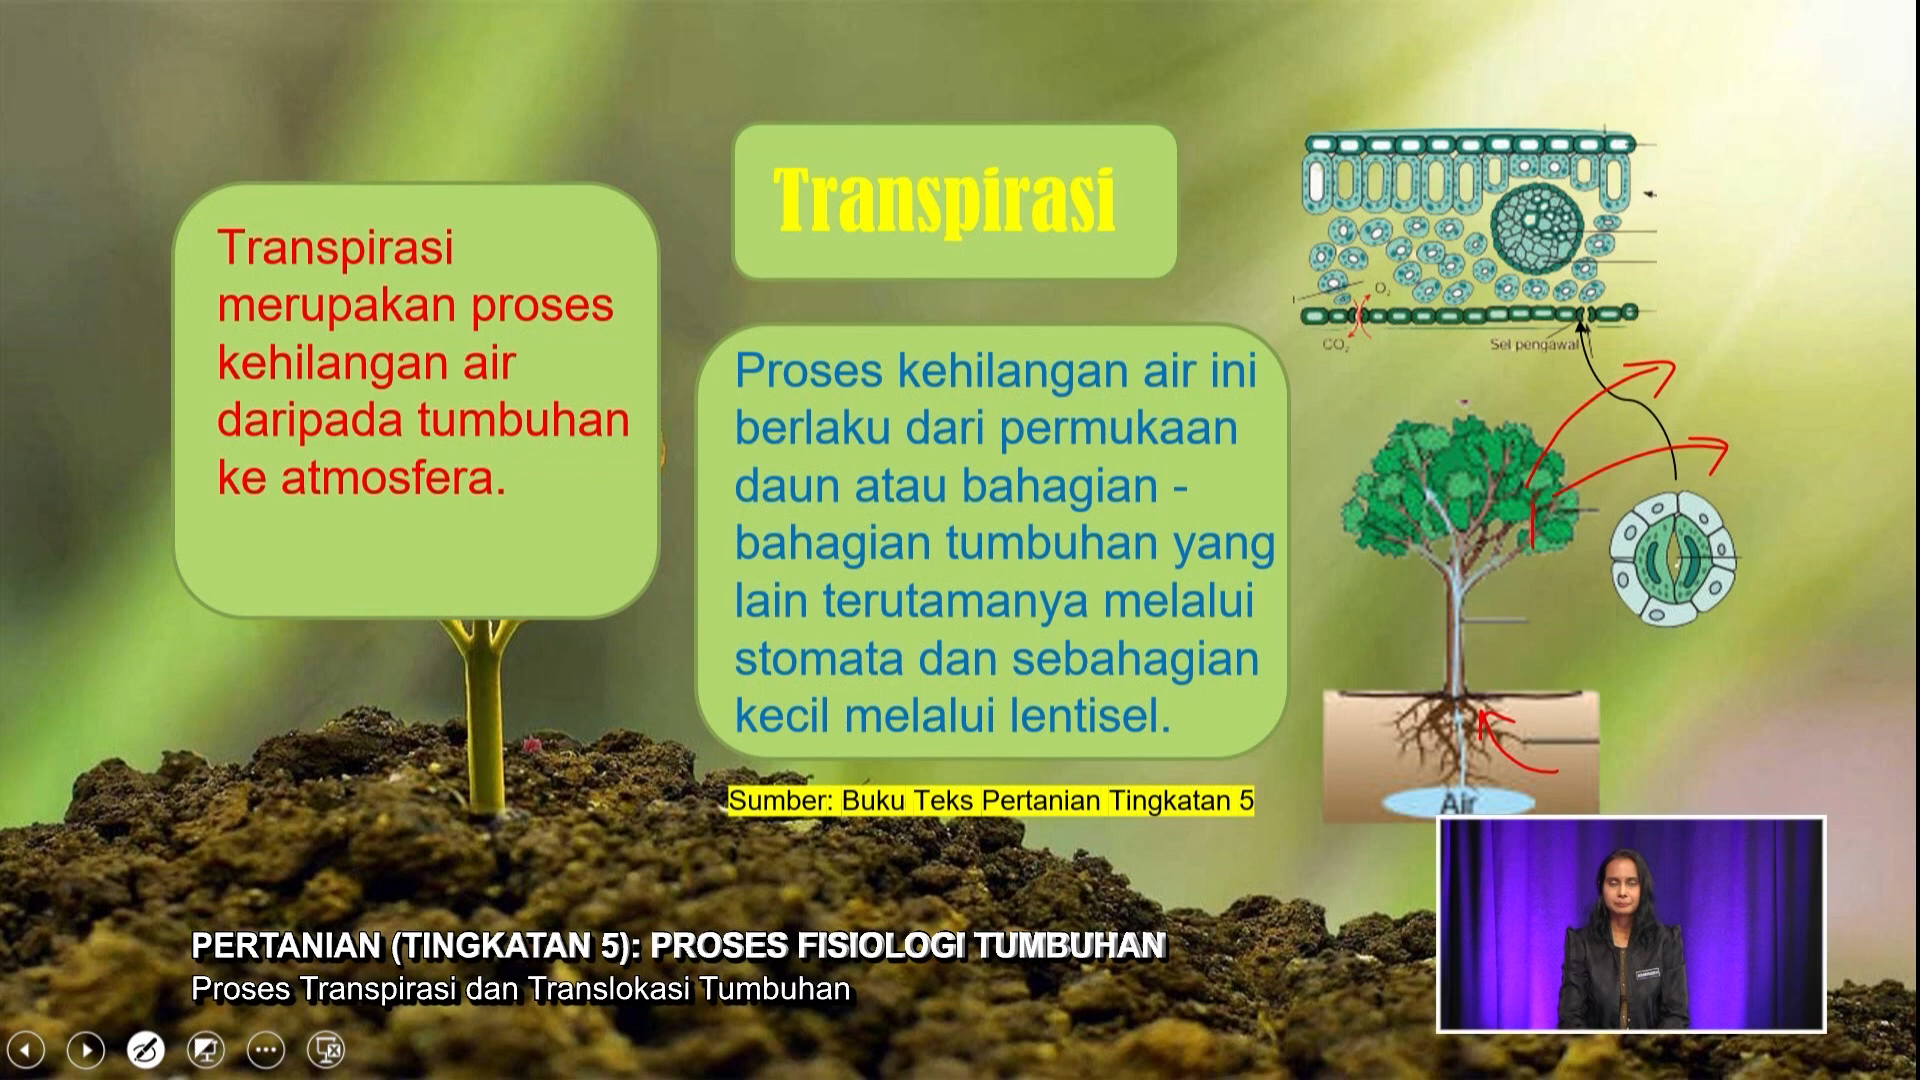 Transpirasi
Transpirasi
merupakan proses
kehilangan air
daripada tumbuhan
ke atmosfera.
Proses kehilangan air ini
berlaku dari permukaan
daun atau bahagian -
bahagian tumbuhan yang
lain terutamanya melalui
stomata dan sebahagian
kecil melalui lentisel.
Sumber: Buku Teks Pertanian Tingkatan 5
O₂
CO₂
Sel pengawal
Air
PERTANIAN (TINGKATAN 5): PROSES FISIOLOGI TUMBUHAN
Proses Transpirasi dan Translokasi Tumbuhan